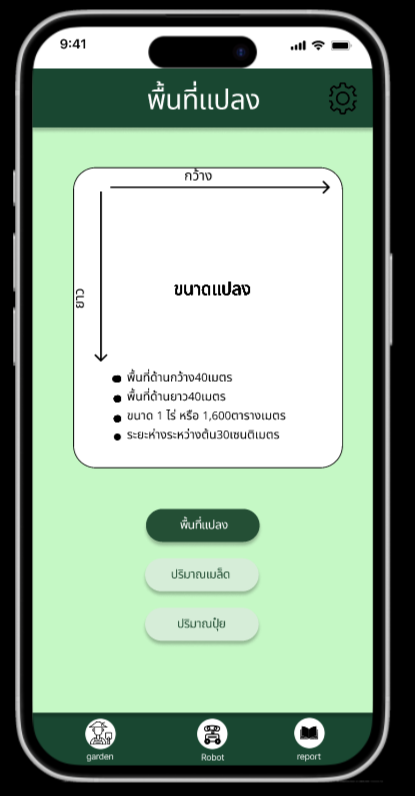 9:41
พื้นที่แปลง
กว้าง
ยาว
ขนาดแปลง
พื้นที่ด้านกว้าง40เมตร
พื้นที่ด้านยาว40เมตร
ขนาด 1 ไร่ หรือ 1,600ตารางเมตร
ระยะห่างระหว่างต้น30เซนติเมตร
พื้นที่แปลง
ปริมาณเมล็ด
ปริมาณปุ๋ย
garden
Robot
report